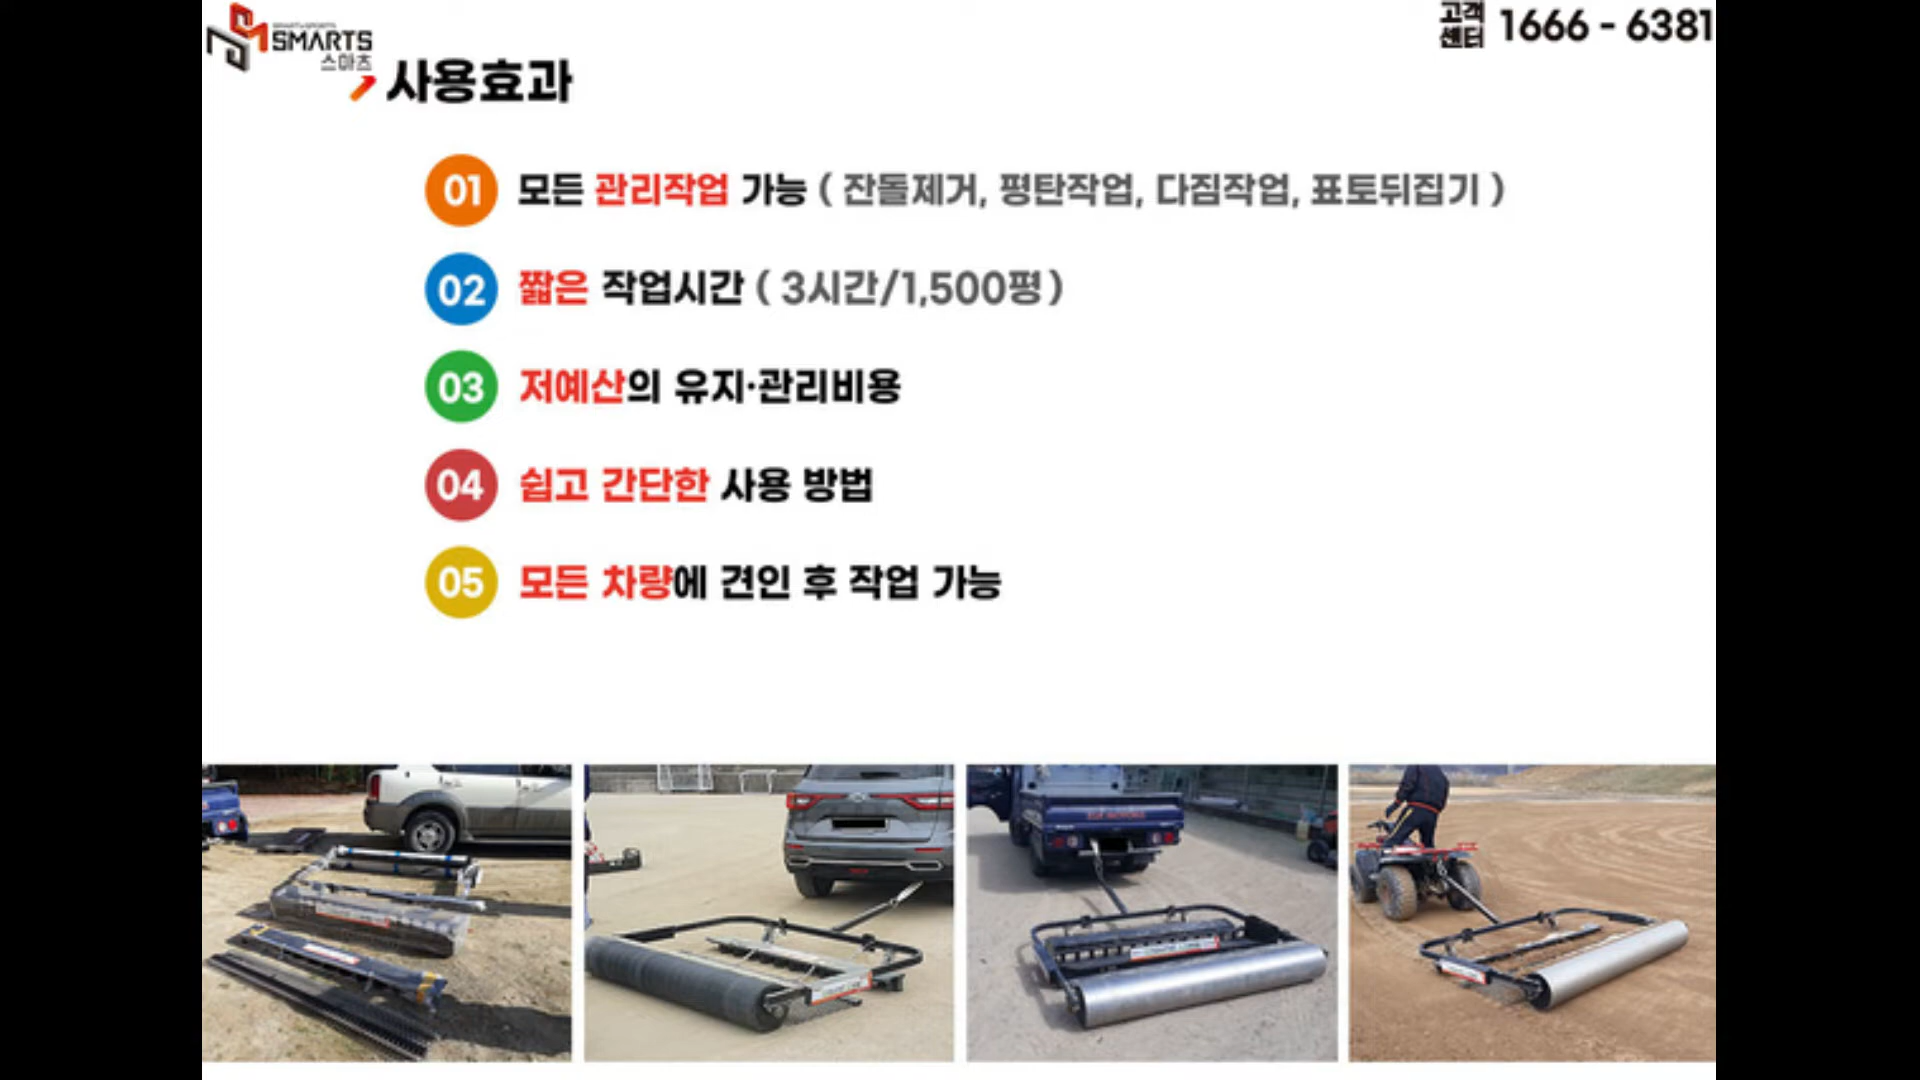 SMARTS
스마츠
고객
센터
1666 - 6381
사용효과
01 모든 관리작업 가능 ( 잔돌제거, 평탄작업, 다짐작업, 표토뒤집기 )
02 짧은 작업시간 ( 3시간/1,500평 )
03 저예산의 유지·관리비용
04 쉽고 간단한 사용 방법
05 모든 차량에 견인 후 작업 가능
KIA MOTORS